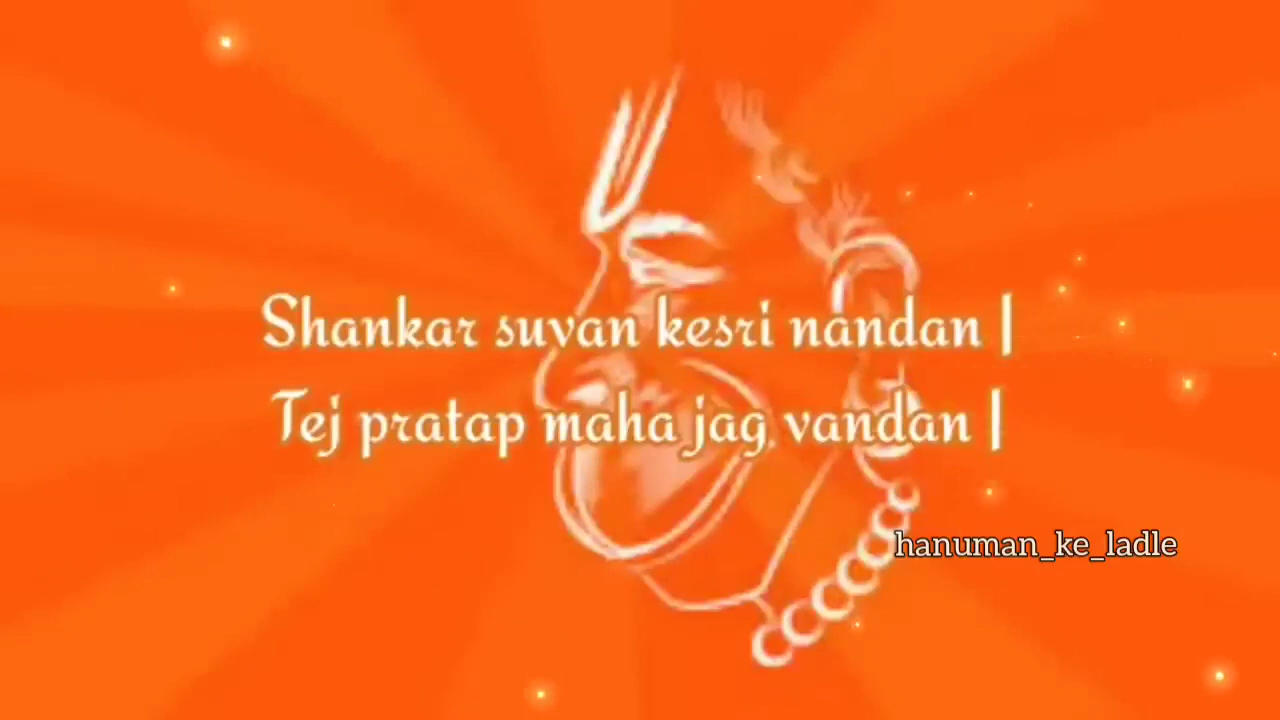 Shankar suvan kesri nandan |
Tej pratap maha jag vandan |
hanuman_ke_ladle